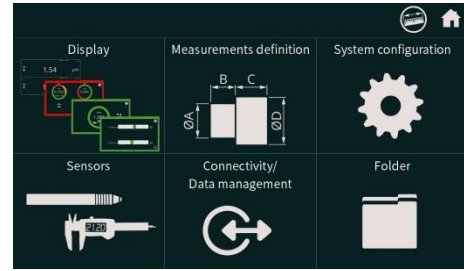 Display
Measurements definition
System configuration
1.54
B
C
ØA
ØD
Sensors
Connectivity/
Data management
Folder
2120